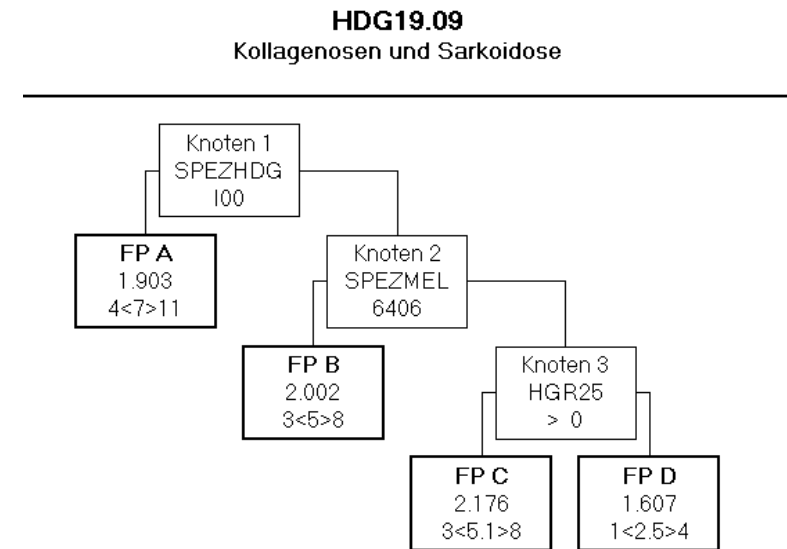 HDG19.09
Kollagenosen und Sarkoidose
Knoten 1
SPEZHDG
I00
FP A
1.903
4<7>11
Knoten 2
SPEZMEL
6406
FP B
2.002
3<5>8
Knoten 3
HGR25
> 0
FP C
2.176
3<5.1>8
FP D
1.607
1<2.5>4